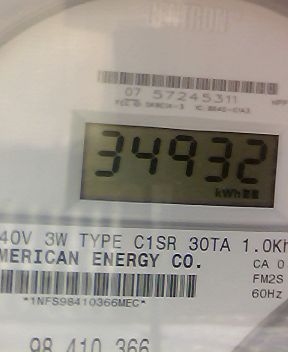 07 57245311
34932
kWh
40V 3W TYPE C1SR 30TA 1.0Kh
MERICAN ENERGY CO.
CA 0
FM2S
60Hz
*1NFS98410366MEC*
98 410 366